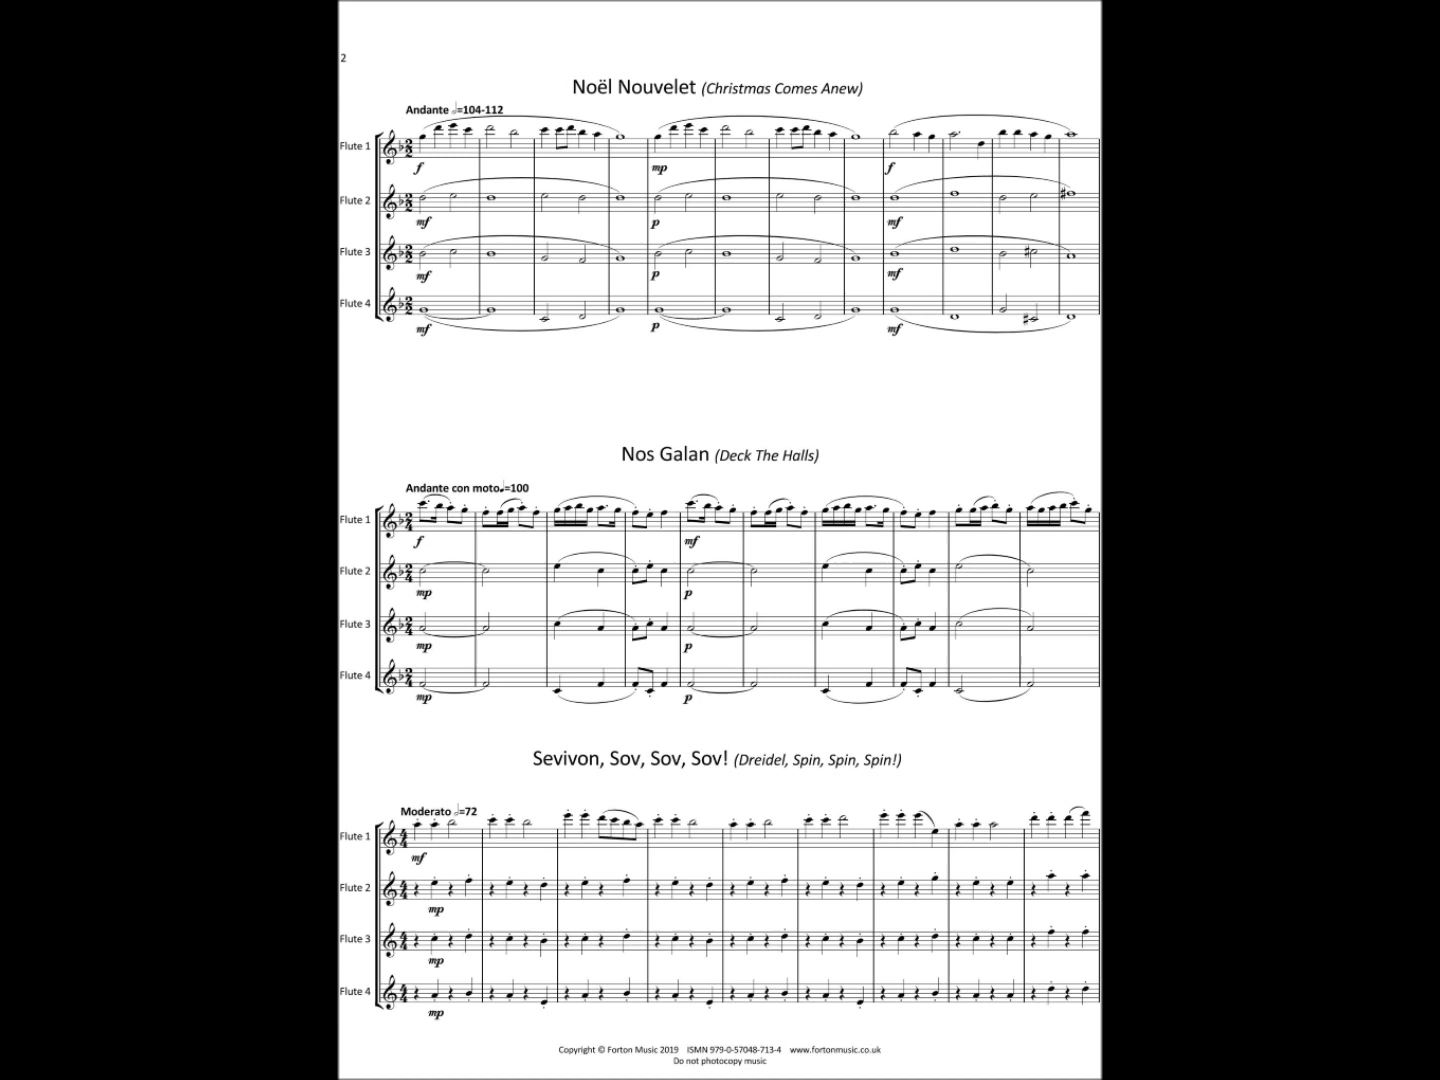 2
Noël Nouvelet (Christmas Comes Anew)
Andante 𝅗𝅥=104-112
Flute 1
f mp f
Flute 2
mf p mf
Flute 3
mf p mf
Flute 4
mf p mf
Nos Galan (Deck The Halls)
Andante con moto♩=100
Flute 1
f mf
Flute 2
mp p
Flute 3
mp p
Flute 4
mp p
Sevivon, Sov, Sov, Sov! (Dreidel, Spin, Spin, Spin!)
Moderato 𝅗𝅥=72
Flute 1
mf
Flute 2
mp
Flute 3
mp
Flute 4
mp
Copyright © Forton Music 2019 ISMN 979-0-57048-713-4 www.fortonmusic.co.uk
Do not photocopy music